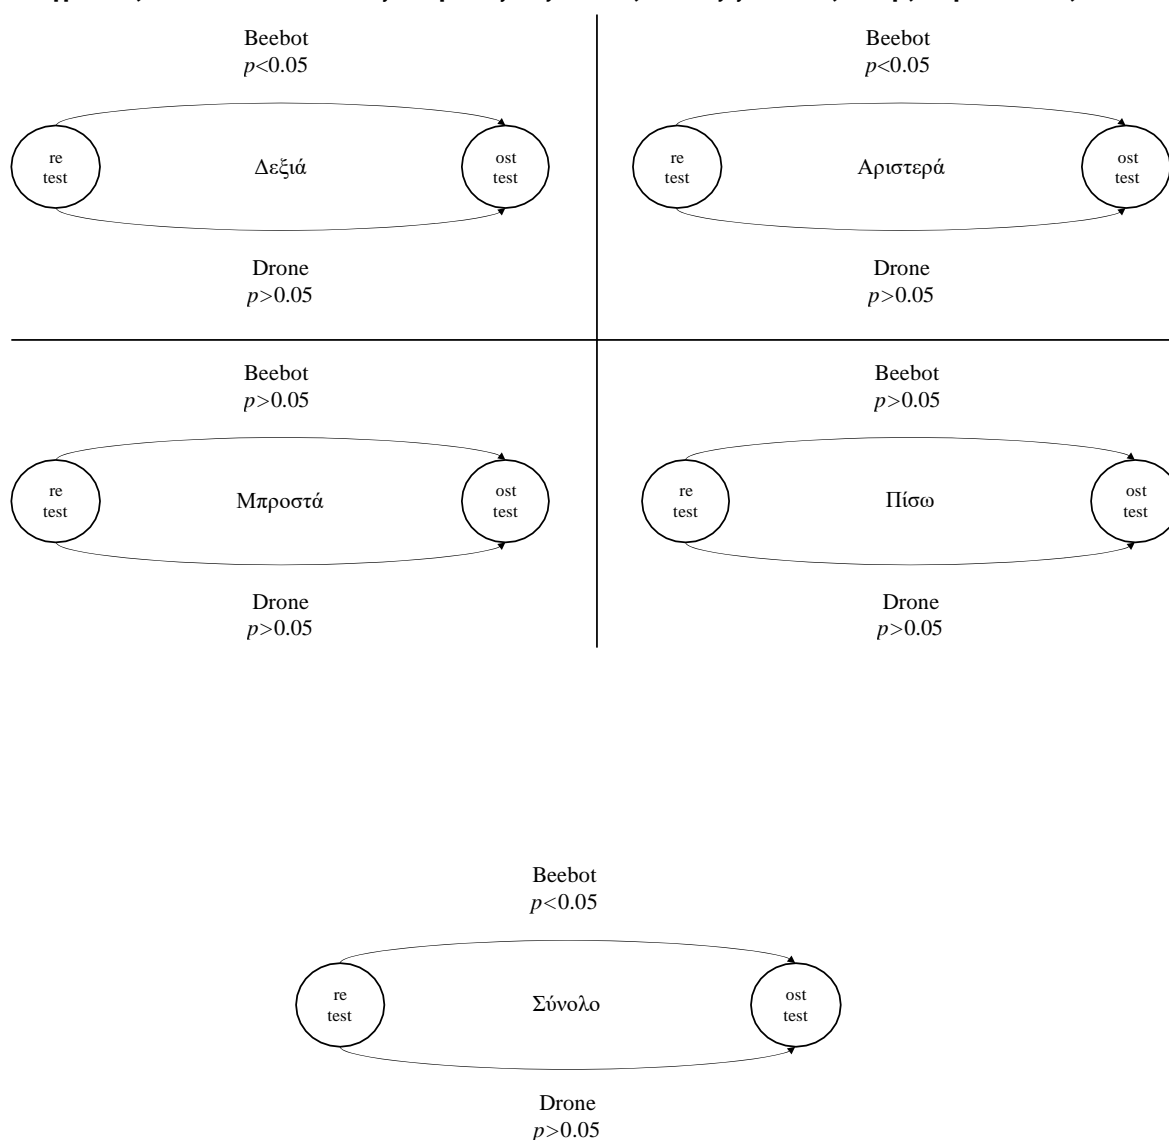 Beebot
p<0.05
re
test
Δεξιά
ost
test
Drone
p>0.05
Beebot
p<0.05
re
test
Αριστερά
ost
test
Drone
p>0.05
Beebot
p>0.05
re
test
Μπροστά
ost
test
Drone
p>0.05
Beebot
p>0.05
re
test
Πίσω
ost
test
Drone
p>0.05
Beebot
p<0.05
re
test
Σύνολο
ost
test
Drone
p>0.05